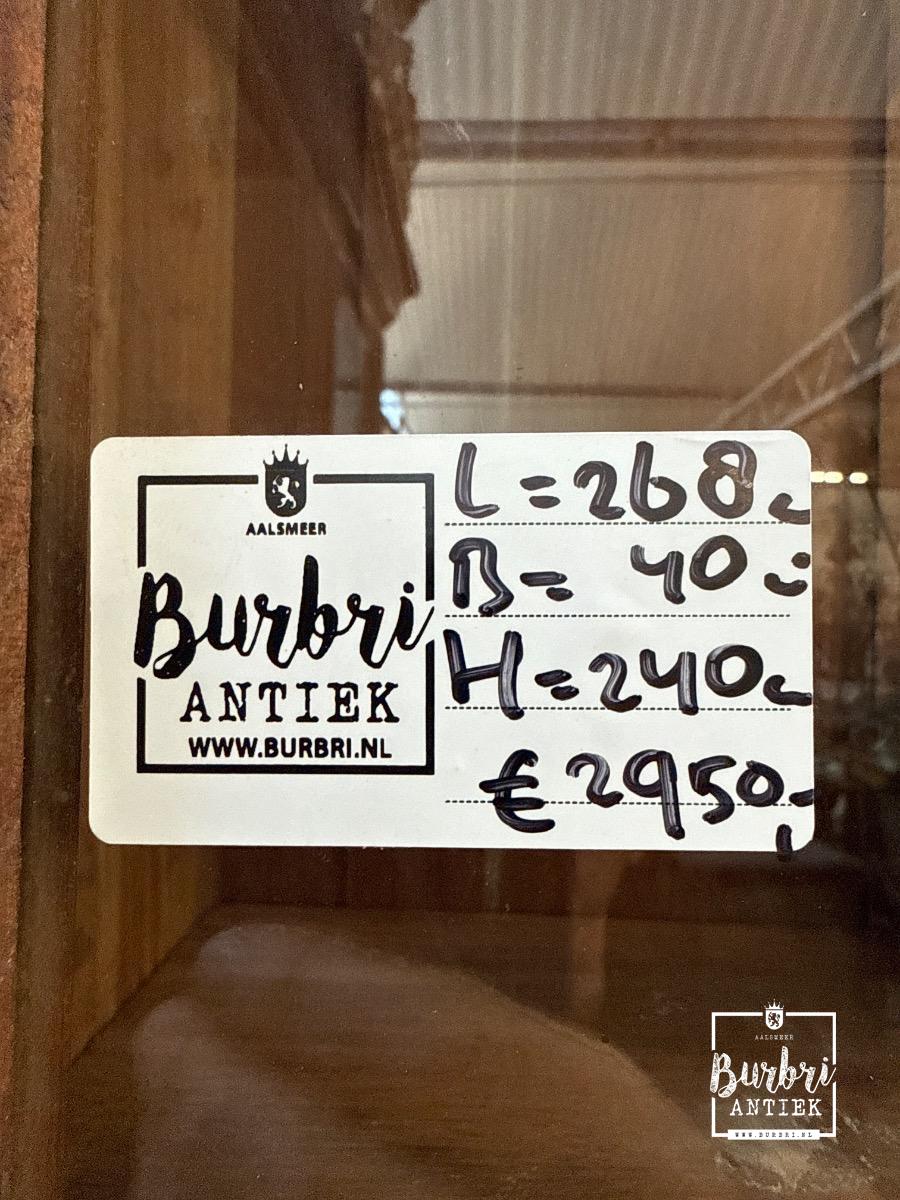 AALSMEER
Burbri
ANTIEK
WWW.BURBRI.NL
L = 268
B = 40
H = 240
€ 2950,-
AALSMEER
Burbri
ANTIEK
WWW.BURBRI.NL